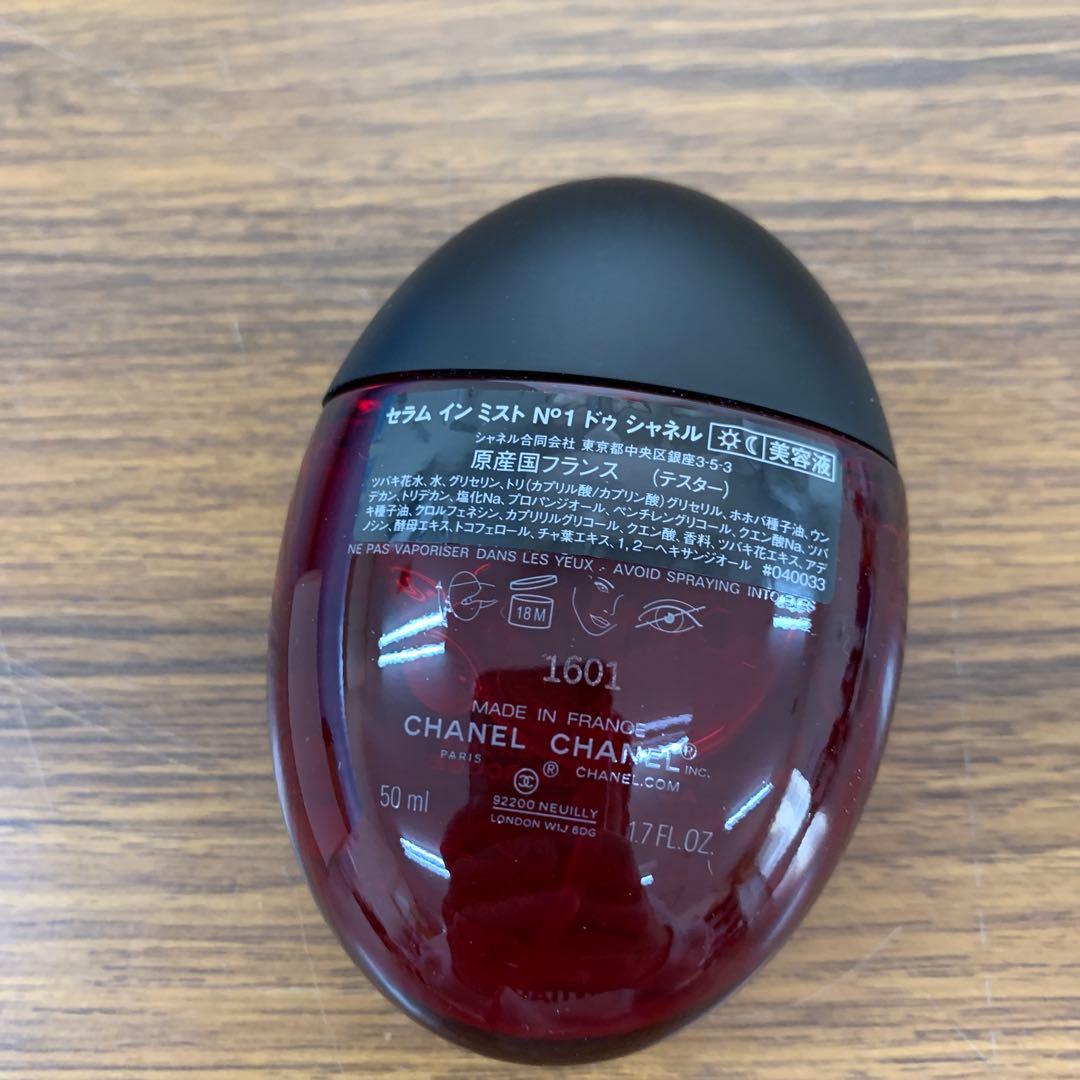 セラム イン ミスト Nº1 ドゥ シャネル 美容液
シャネル合同会社 東京都中央区銀座3-5-3
原産国フランス (テスター)
ツバキ花水、水、グリセリン、トリ(カプリル酸/カプリン酸)グリセリル、ホホバ種子油、ウン
デカン、トリデカン、塩化Na、プロパンジオール、ペンチレングリコール、クエン酸Na、ツバ
キ種子油、クロルフェネシン、カプリリルグリコール、クエン酸、香料、ツバキ花エキス、アデ
ノシン、酵母エキス、トコフェロール、チャ葉エキス、1,2-ヘキサンジオール #040033
NE PAS VAPORISER DANS LES YEUX - AVOID SPRAYING INTO EYES
18 M
1601
MADE IN FRANCE
CHANEL CHANEL®
PARIS INC.
® CHANEL.COM
92200 NEUILLY
50 ml LONDON W1J 6DG 1.7 FL.OZ.